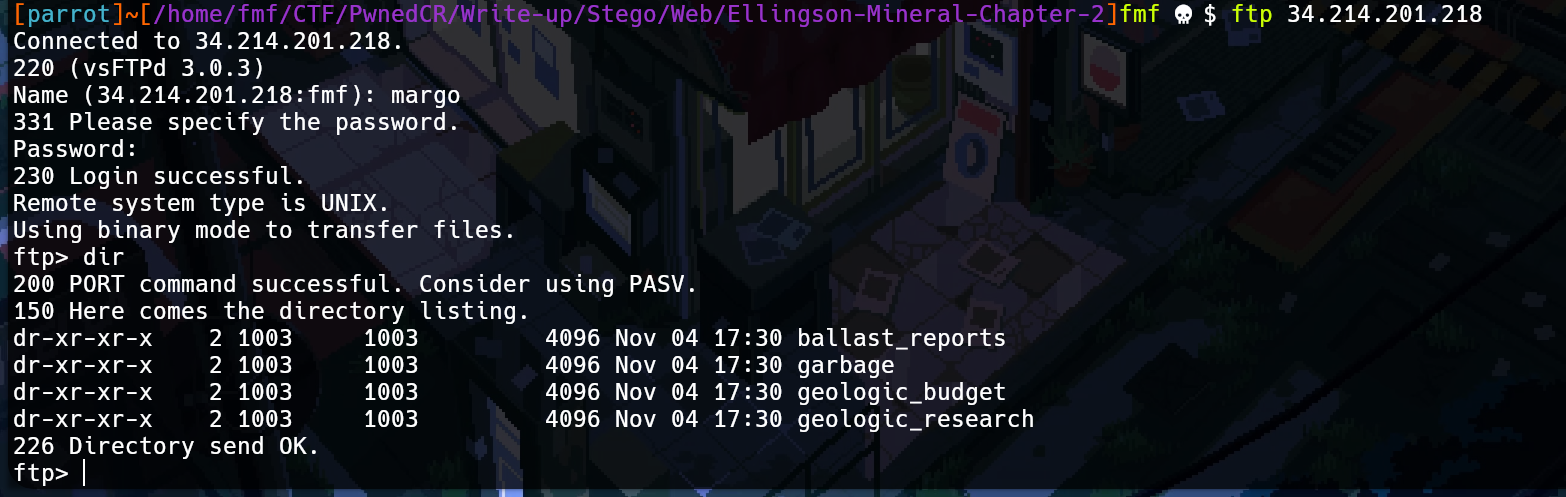 [parrot]~[/home/fmf/CTF/PwnedCR/Write-up/Stego/Web/Ellingson-Mineral-Chapter-2]fmf 💀 $ ftp 34.214.201.218
Connected to 34.214.201.218.
220 (vsFTPd 3.0.3)
Name (34.214.201.218:fmf): margo
331 Please specify the password.
Password:
230 Login successful.
Remote system type is UNIX.
Using binary mode to transfer files.
ftp> dir
200 PORT command successful. Consider using PASV.
150 Here comes the directory listing.
dr-xr-xr-x    2 1003     1003         4096 Nov 04 17:30 ballast_reports
dr-xr-xr-x    2 1003     1003         4096 Nov 04 17:30 garbage
dr-xr-xr-x    2 1003     1003         4096 Nov 04 17:30 geologic_budget
dr-xr-xr-x    2 1003     1003         4096 Nov 04 17:30 geologic_research
226 Directory send OK.
ftp>